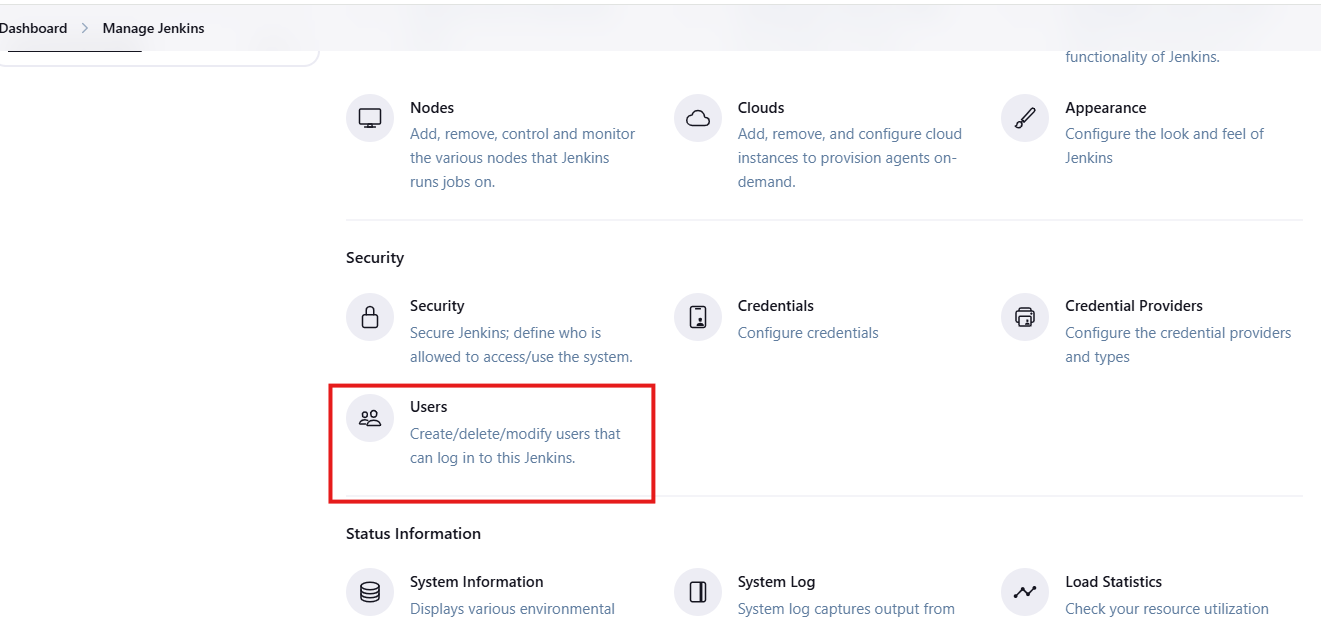 Dashboard > Manage Jenkins
functionality of Jenkins.
Nodes
Add, remove, control and monitor
the various nodes that Jenkins
runs jobs on.
Clouds
Add, remove, and configure cloud
instances to provision agents on-
demand.
Appearance
Configure the look and feel of
Jenkins
Security
Security
Secure Jenkins; define who is
allowed to access/use the system.
Credentials
Configure credentials
Credential Providers
Configure the credential providers
and types
Users
Create/delete/modify users that
can log in to this Jenkins.
Status Information
System Information
Displays various environmental
System Log
System log captures output from
Load Statistics
Check your resource utilization